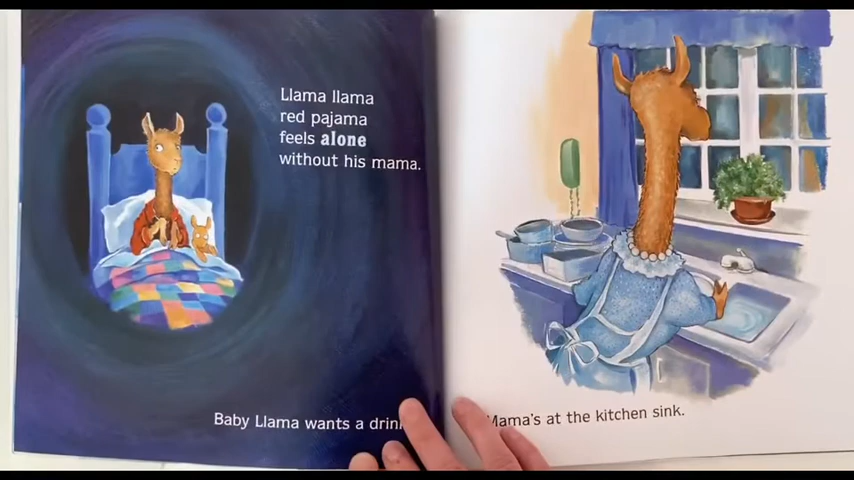 Llama llama
red pajama
feels alone
without his mama.
Baby Llama wants a drin
Mama's at the kitchen sink.